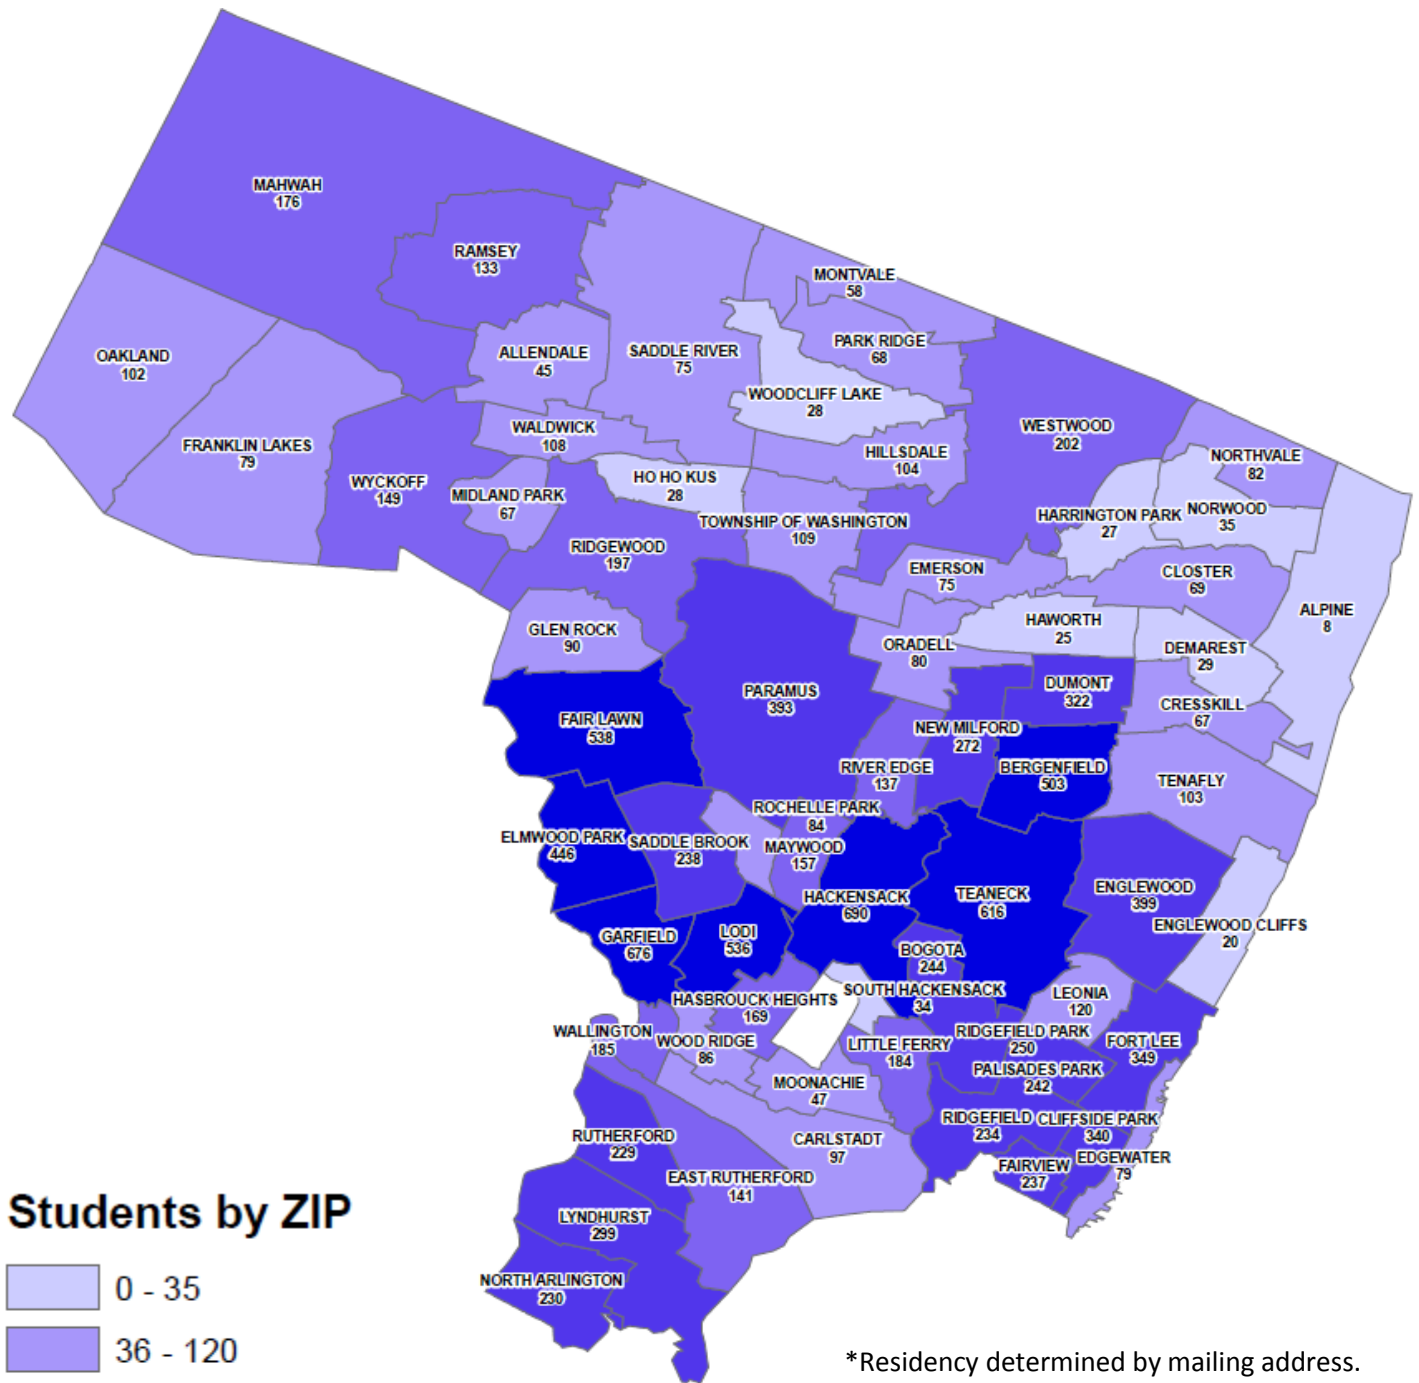 MAHWAH
176
RAMSEY
133
MONTVALE
58
PARK RIDGE
68
OAKLAND
102
ALLENDALE
45
SADDLE RIVER
75
WOODCLIFF LAKE
28
WALDWICK
108
WESTWOOD
202
FRANKLIN LAKES
79
HILLSDALE
104
NORTHVALE
82
WYCKOFF
149
MIDLAND PARK
67
HO HO KUS
28
TOWNSHIP OF WASHINGTON
109
HARRINGTON PARK
27
NORWOOD
35
RIDGEWOOD
197
EMERSON
75
CLOSTER
69
ALPINE
8
GLEN ROCK
90
ORADELL
80
HAWORTH
25
DEMAREST
29
PARAMUS
393
DUMONT
322
CRESSKILL
67
FAIR LAWN
538
NEW MILFORD
272
RIVER EDGE
137
BERGENFIELD
503
TENAFLY
103
ROCHELLE PARK
84
ELMWOOD PARK
446
SADDLE BROOK
238
MAYWOOD
157
HACKENSACK
690
TEANECK
616
ENGLEWOOD
399
ENGLEWOOD CLIFFS
20
GARFIELD
676
LODI
536
BOGOTA
244
SOUTH HACKENSACK
34
LEONIA
120
HASBROUCK HEIGHTS
169
WALLINGTON
185
WOOD RIDGE
86
LITTLE FERRY
184
RIDGEFIELD PARK
250
FORT LEE
349
PALISADES PARK
242
MOONACHIE
47
RUTHERFORD
229
CARLSTADT
97
RIDGEFIELD
234
CLIFFSIDE PARK
340
EAST RUTHERFORD
141
FAIRVIEW
237
EDGEWATER
79
LYNDHURST
299
NORTH ARLINGTON
230
Students by ZIP
0 - 35
36 - 120
*Residency determined by mailing address.